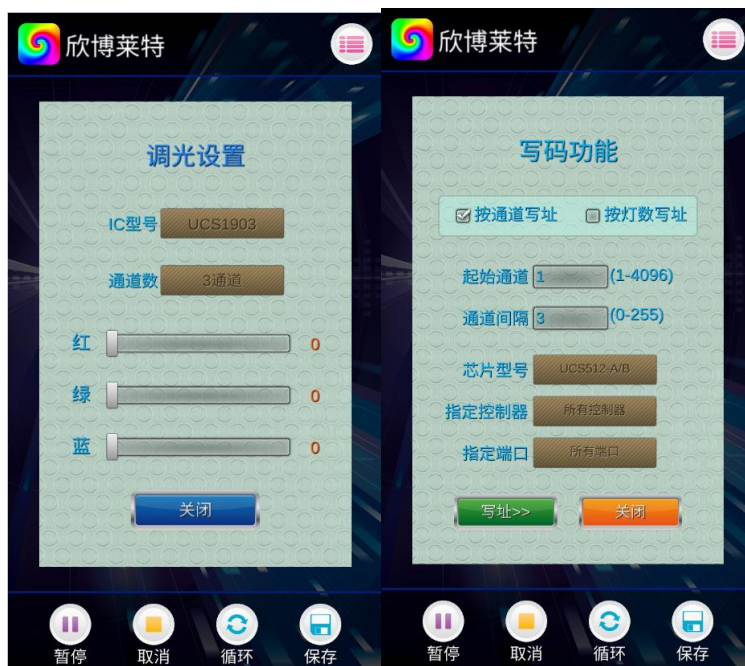 欣博莱特
调光设置
IC型号 UCS1903
通道数 3通道
红 0
绿 0
蓝 0
关闭
暂停 取消 循环 保存
欣博莱特
写码功能
按通道写址 按灯数写址
起始通道 1 (1-4096)
通道间隔 3 (0-255)
芯片型号 UCS512-A/B
指定控制器 所有控制器
指定端口 所有端口
写址>> 关闭
暂停 取消 循环 保存